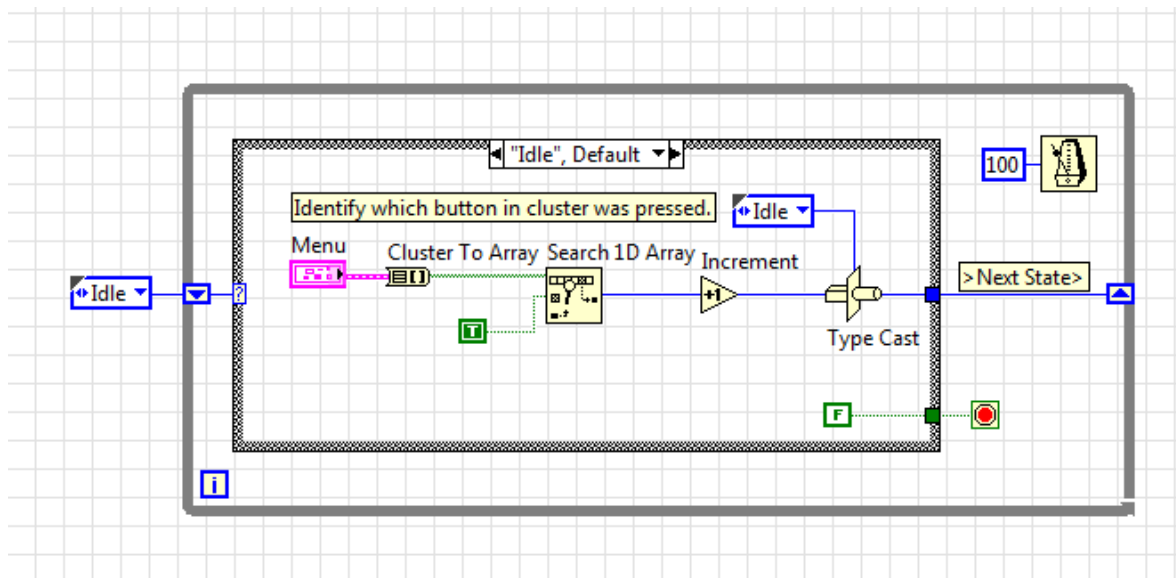 "Idle", Default
100
Identify which button in cluster was pressed.
Idle
Menu
Cluster To Array
Search 1D Array
Increment
+1
>Next State>
Idle
?
T
Type Cast
F
i